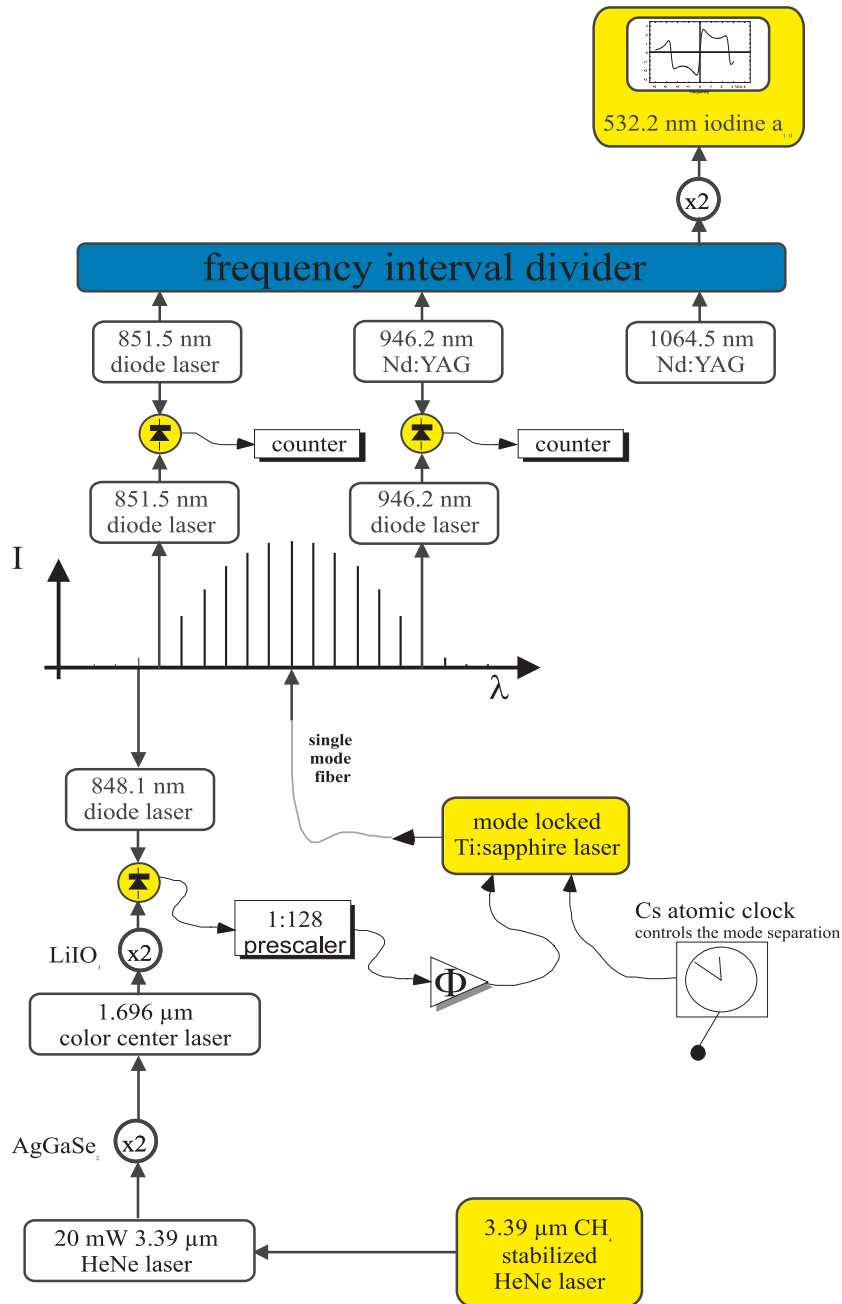 532.2 nm iodine a₁₀
x2
frequency interval divider
851.5 nm
diode laser
946.2 nm
Nd:YAG
1064.5 nm
Nd:YAG
counter
counter
851.5 nm
diode laser
946.2 nm
diode laser
I
λ
single
mode
fiber
848.1 nm
diode laser
mode locked
Ti:sapphire laser
Cs atomic clock
controls the mode separation
1:128
prescaler
Φ
LiIO₃
x2
1.696 µm
color center laser
AgGaSe₂
x2
20 mW 3.39 µm
HeNe laser
3.39 µm CH₄
stabilized
HeNe laser